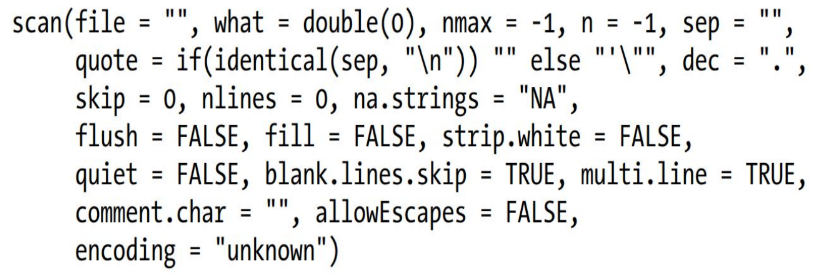 scan(file = "", what = double(0), nmax = -1, n = -1, sep = "",
quote = if(identical(sep, "\n")) "" else "'\"", dec = ".",
skip = 0, nlines = 0, na.strings = "NA",
flush = FALSE, fill = FALSE, strip.white = FALSE,
quiet = FALSE, blank.lines.skip = TRUE, multi.line = TRUE,
comment.char = "", allowEscapes = FALSE,
encoding = "unknown")